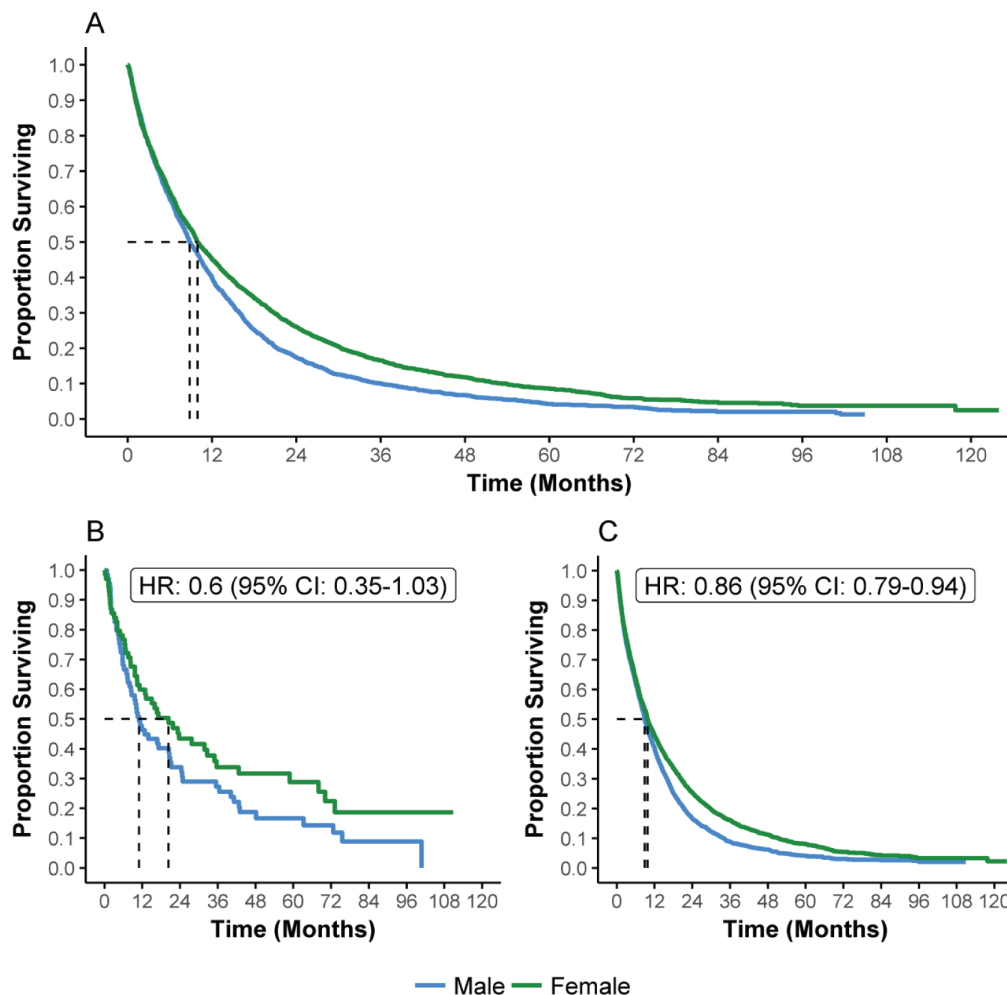 A
Proportion Surviving
1.0
0.9
0.8
0.7
0.6
0.5
0.4
0.3
0.2
0.1
0.0
0 12 24 36 48 60 72 84 96 108 120
Time (Months)
B
HR: 0.6 (95% CI: 0.35-1.03)
Proportion Surviving
1.0
0.9
0.8
0.7
0.6
0.5
0.4
0.3
0.2
0.1
0.0
0 12 24 36 48 60 72 84 96 108 120
Time (Months)
C
HR: 0.86 (95% CI: 0.79-0.94)
Proportion Surviving
1.0
0.9
0.8
0.7
0.6
0.5
0.4
0.3
0.2
0.1
0.0
0 12 24 36 48 60 72 84 96 108 120
Time (Months)
Male Female